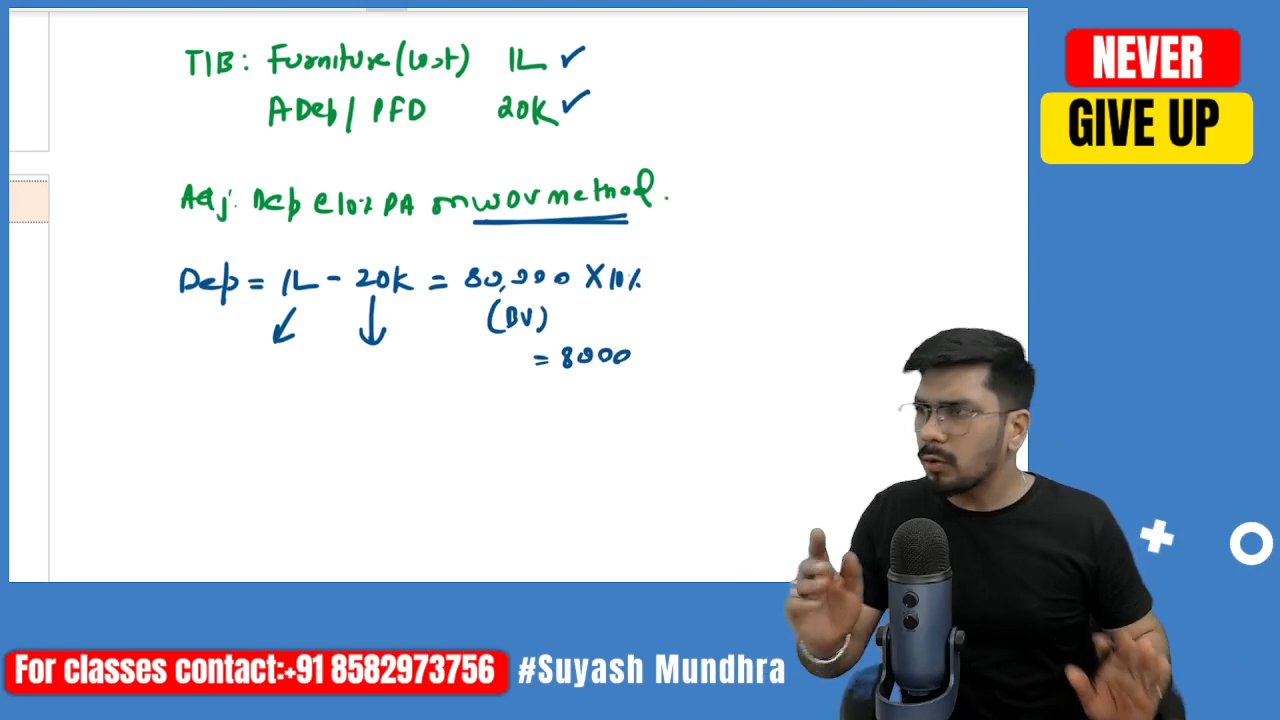 TIB: Furniture (Cost) 1L ✓
ADep / PFD 20K ✓
Adj: Dep @ 10% PA on WDV method.
Dep = 1L - 20K = 80,000 X 10%
(BV)
= 8000
NEVER
GIVE UP
For classes contact:+91 8582973756 #Suyash Mundhra